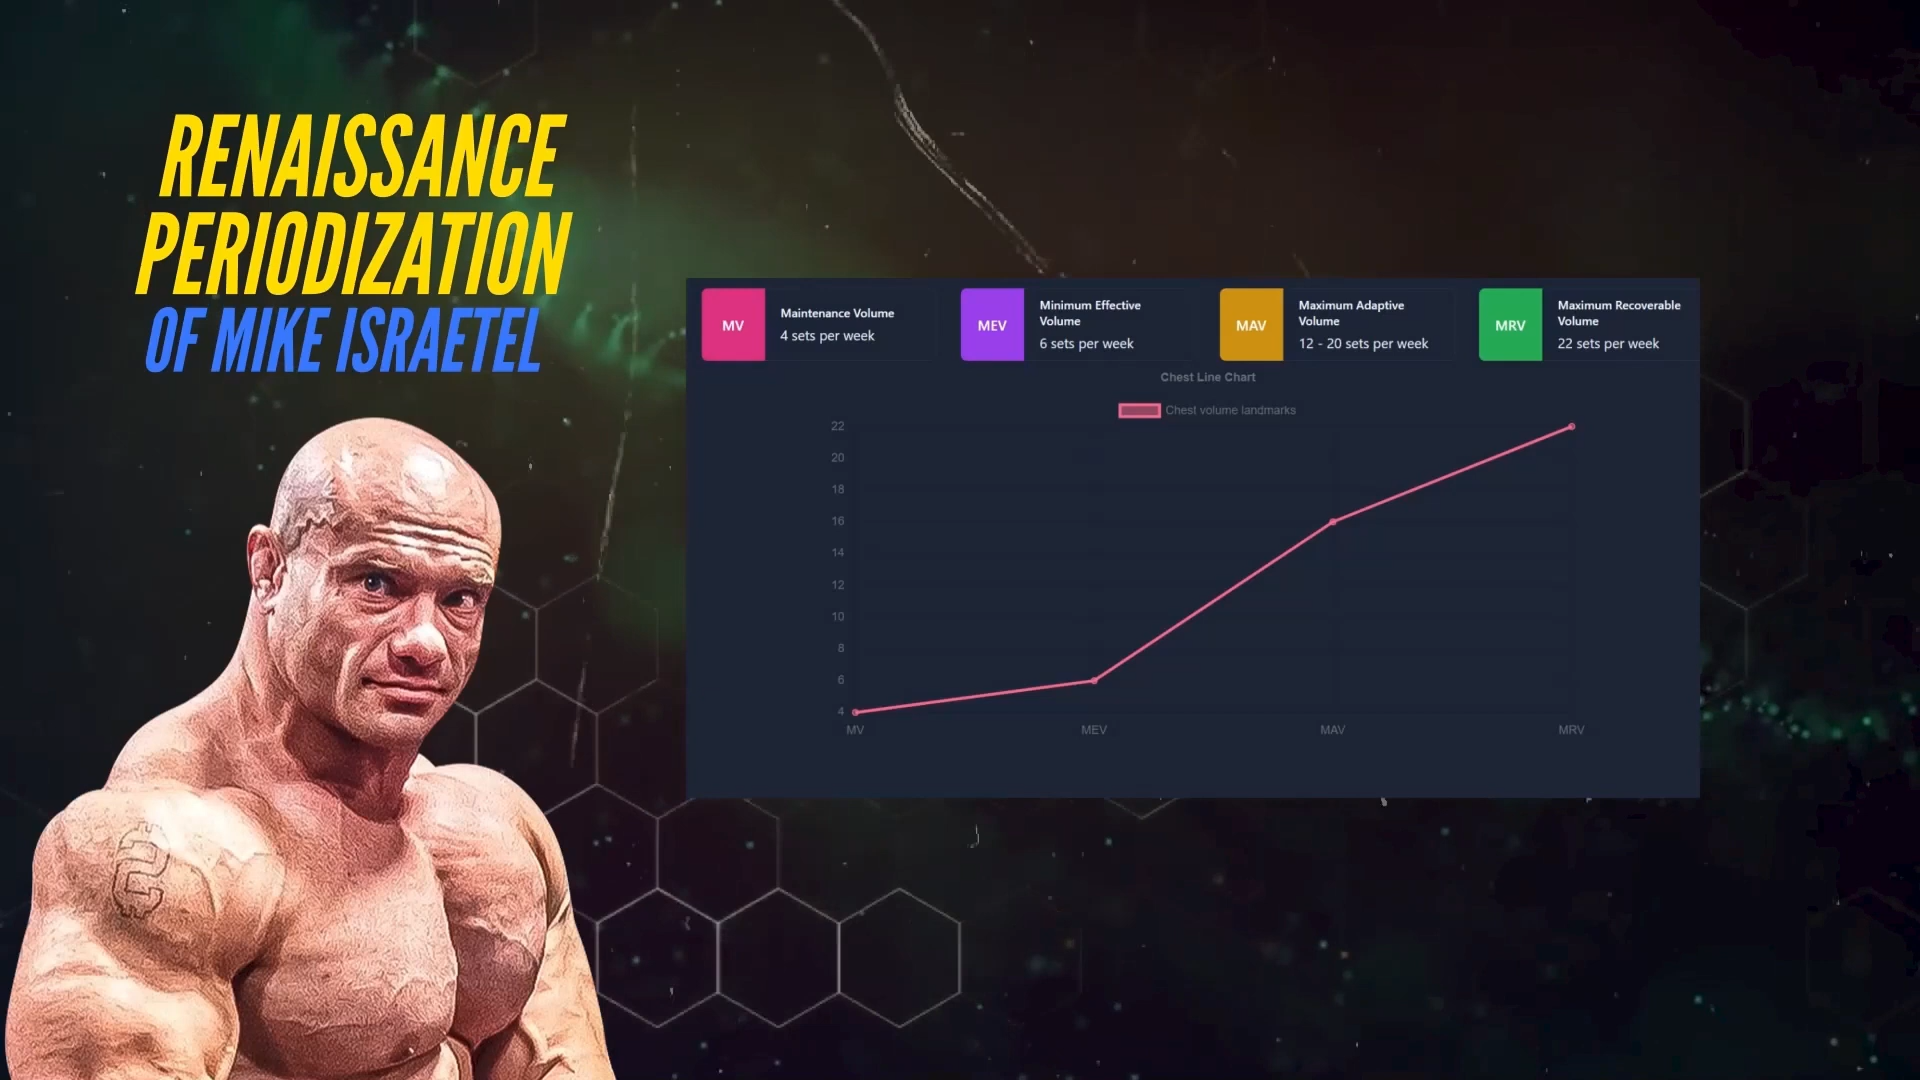 RENAISSANCE
PERIODIZATION
OF MIKE ISRAETEL
MV
Maintenance Volume
4 sets per week
MEV
Minimum Effective
Volume
6 sets per week
MAV
Maximum Adaptive
Volume
12 - 20 sets per week
MRV
Maximum Recoverable
Volume
22 sets per week
Chest Line Chart
Chest volume landmarks
22
20
18
16
14
12
10
8
6
4
MV MEV MAV MRV